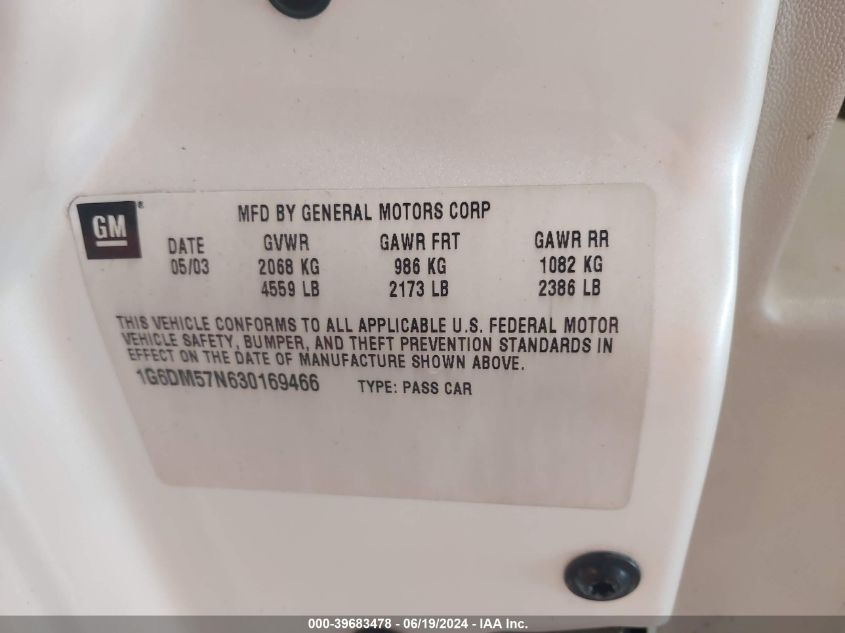 GM ®
MFD BY GENERAL MOTORS CORP
DATE GVWR GAWR FRT GAWR RR
05/03 2068 KG 986 KG 1082 KG
4559 LB 2173 LB 2386 LB
THIS VEHICLE CONFORMS TO ALL APPLICABLE U.S. FEDERAL MOTOR
VEHICLE SAFETY, BUMPER, AND THEFT PREVENTION STANDARDS IN
EFFECT ON THE DATE OF MANUFACTURE SHOWN ABOVE.
1G6DM57N630169466 TYPE: PASS CAR
000-39683478 - 06/19/2024 - IAA Inc.